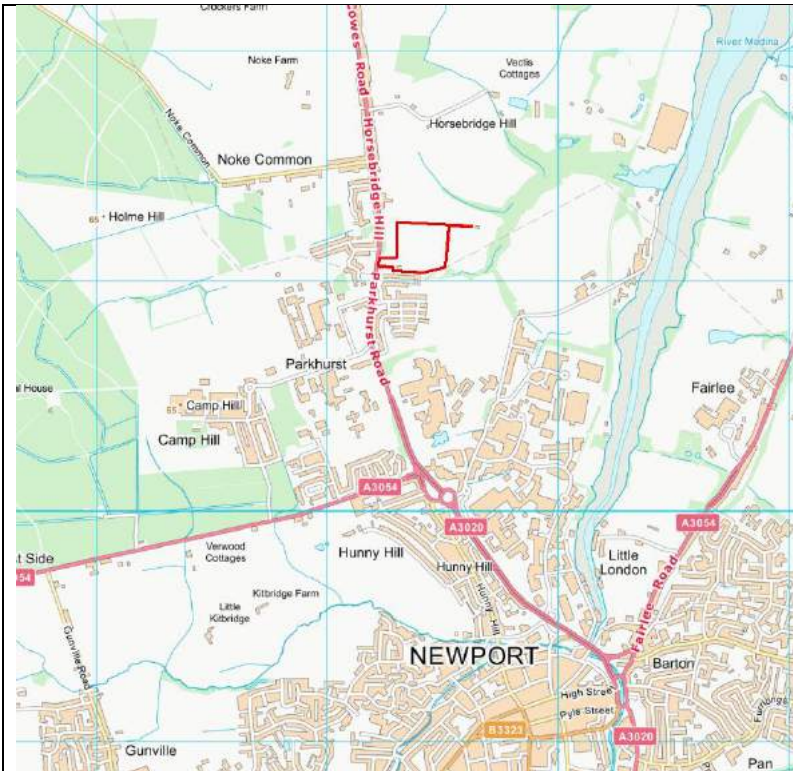 Crockers Farm
Cowes Road
Noke Farm
Vectis
Cottages
River Medina
Noke Common
Horsebridge Hill
Noke Common
Horsebridge Hill
65 Holme Hill
Parkhurst Road
Parkhurst
al House
65 Camp Hill
Camp Hill
Fairlee
A3054
A3020
A3054
t Side
Verwood
Cottages
Hunny Hill
Hunny Hill
Little
London
054
Kitbridge Farm
Little
Kitbridge
Hunny Hill
Fairlee Road
Gunville Road
NEWPORT
Barton
High Street
Pyle Street
Furlongs
B3323
A3020
Gunville
Pan